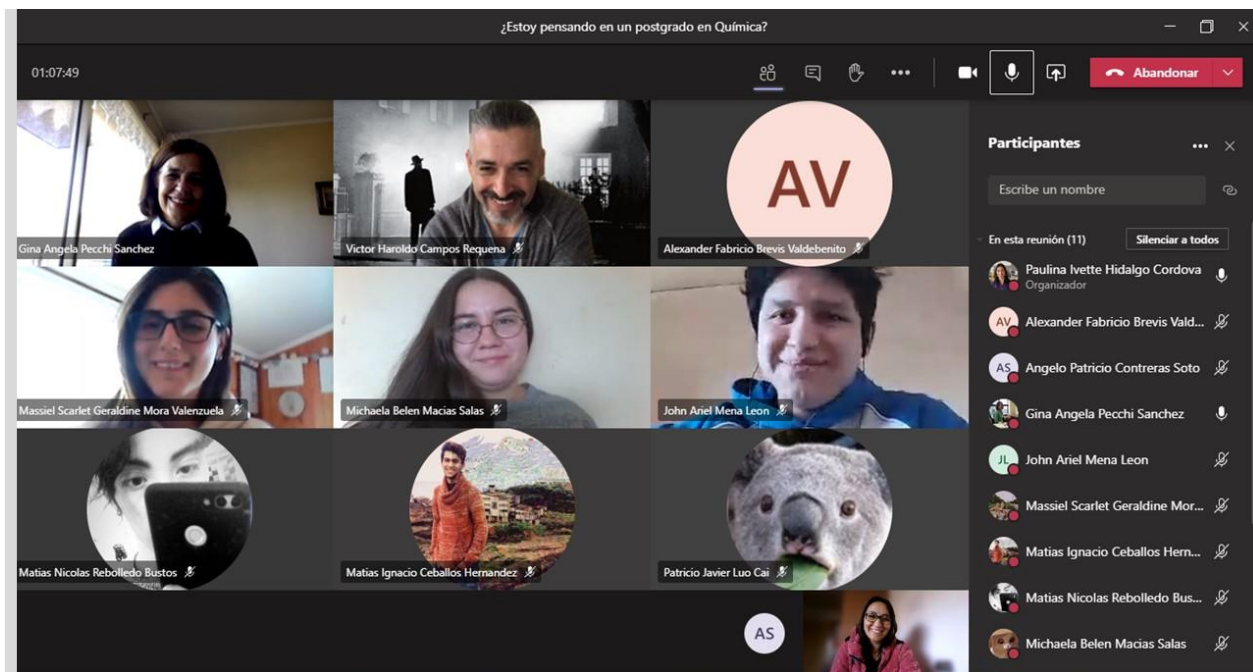 ¿Estoy pensando en un postgrado en Química?
01:07:49
Abandonar
Gina Angela Pecchi Sanchez
Victor Haroldo Campos Requena
AV
Alexander Fabricio Brevis Valdebenito
Massiel Scarlet Geraldine Mora Valenzuela
Michaela Belen Macias Salas
John Ariel Mena Leon
Matias Nicolas Rebolledo Bustos
Matias Ignacio Ceballos Hernandez
Patricio Javier Luo Cai
AS
Participantes
Escribe un nombre
En esta reunión (11)
Silenciar a todos
Paulina Ivette Hidalgo Cordova
Organizador
AV
Alexander Fabricio Brevis Vald...
AS
Angelo Patricio Contreras Soto
Gina Angela Pecchi Sanchez
JL
John Ariel Mena Leon
Massiel Scarlet Geraldine Mor...
Matias Ignacio Ceballos Hern...
Matias Nicolas Rebolledo Bus...
Michaela Belen Macias Salas